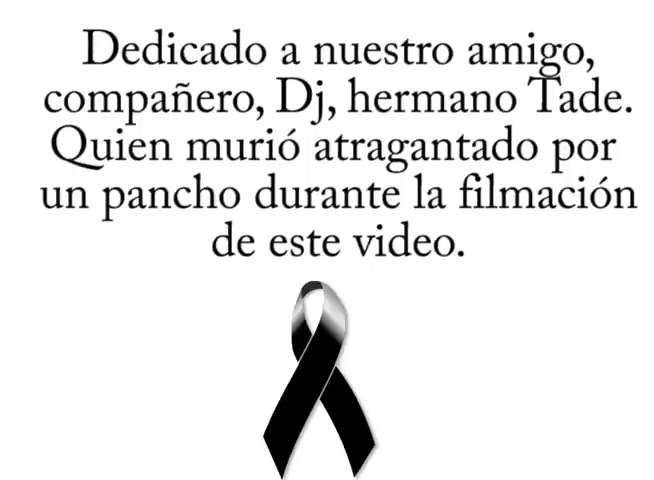 Dedicado a nuestro amigo,
compañero, Dj, hermano Tade.
Quien murió atragantado por
un pancho durante la filmación
de este video.